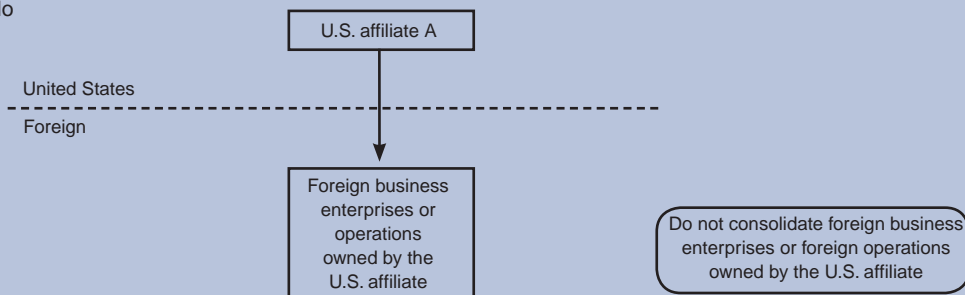 U.S. affiliate A
United States
Foreign
Foreign business
enterprises or
operations
owned by the
U.S. affiliate
Do not consolidate foreign business
enterprises or foreign operations
owned by the U.S. affiliate